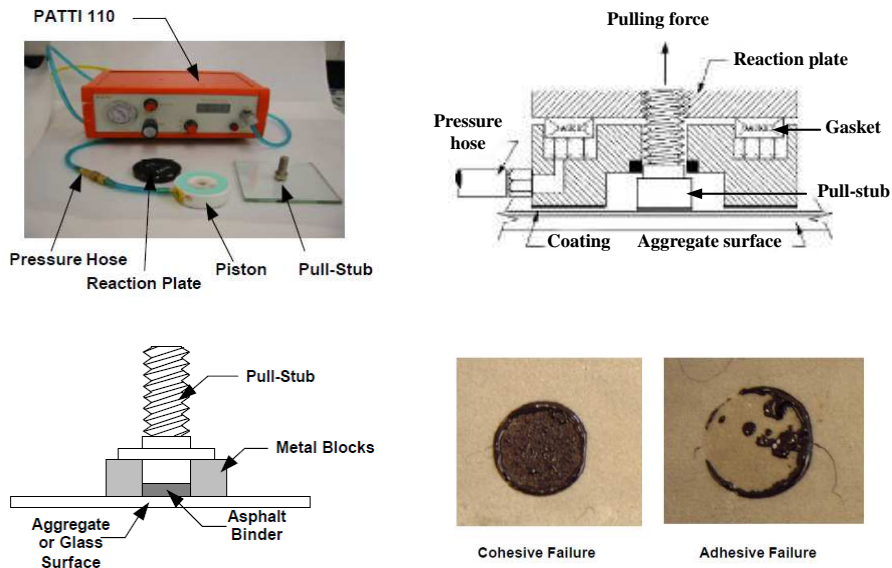 PATTI 110
Pressure Hose
Reaction Plate
Piston
Pull-Stub
Pulling force
Reaction plate
Pressure
hose
Gasket
Pull-stub
Coating
Aggregate surface
Pull-Stub
Metal Blocks
Asphalt
Binder
Aggregate
or Glass
Surface
Cohesive Failure
Adhesive Failure